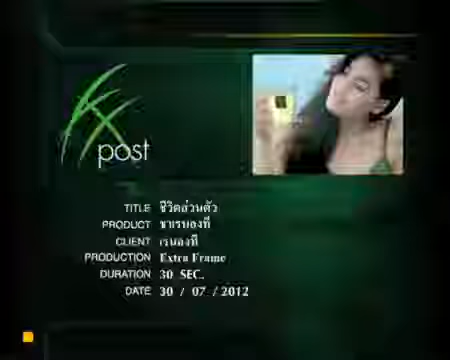 post
TITLE ชีวิตส่วนตัว
PRODUCT ชาเรนองที
CLIENT เรนองที
PRODUCTION Extra Frame
DURATION 30 SEC.
DATE 30 / 07 / 2012